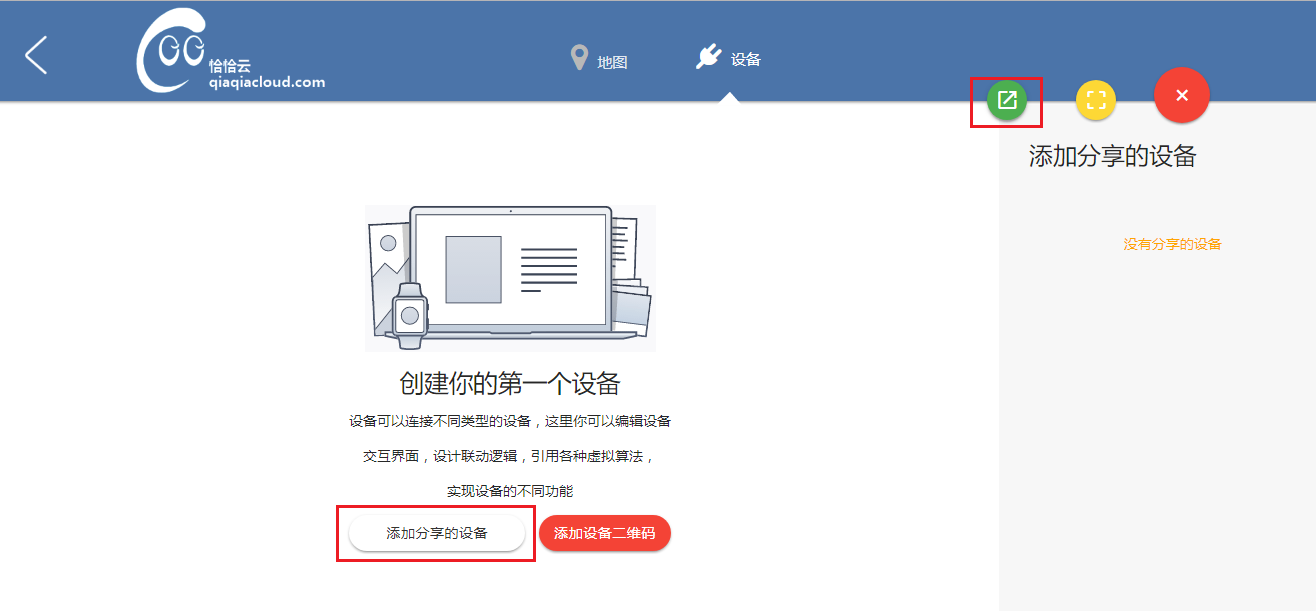 恰恰云
qiaqiacloud.com
地图
设备
添加分享的设备
没有分享的设备
创建你的第一个设备
设备可以连接不同类型的设备，这里你可以编辑设备
交互界面，设计联动逻辑，引用各种虚拟算法，
实现设备的不同功能
添加分享的设备
添加设备二维码